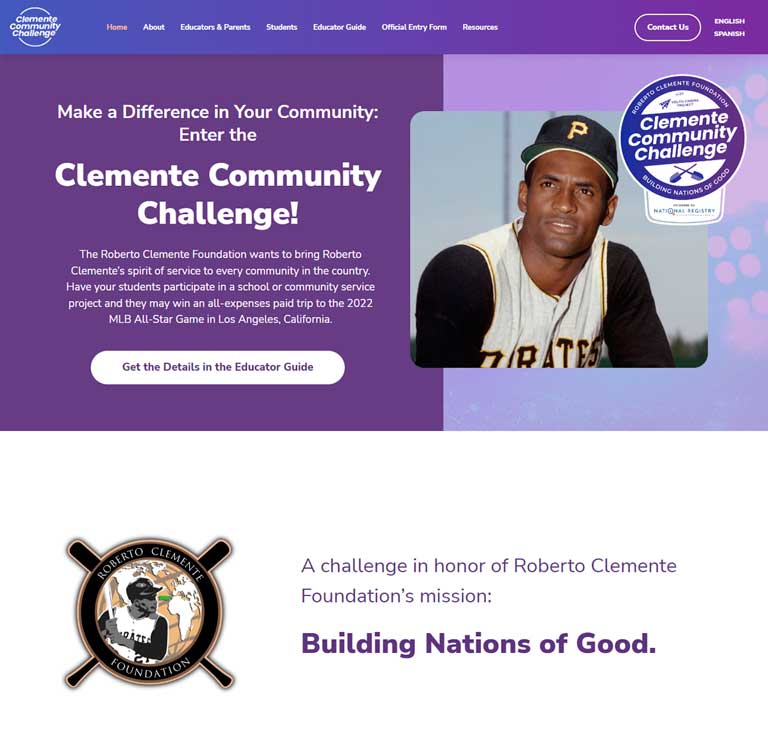 Clemente
Community
Challenge
Home
About
Educators & Parents
Students
Educator Guide
Official Entry Form
Resources
Contact Us
ENGLISH
SPANISH
Make a Difference in Your Community:
Enter the
Clemente Community
Challenge!
The Roberto Clemente Foundation wants to bring Roberto
Clemente's spirit of service to every community in the country.
Have your students participate in a school or community service
project and they may win an all-expenses paid trip to the 2022
MLB All-Star Game in Los Angeles, California.
Get the Details in the Educator Guide
P
PIRATES
ROBERTO CLEMENTE FOUNDATION
YOUTH CINEMA
PROJECT
Clemente
Community
Challenge
BUILDING NATIONS OF GOOD
NATIONAL REGISTRY
ROBERTO CLEMENTE
PIRATES
FOUNDATION
A challenge in honor of Roberto Clemente
Foundation's mission:
Building Nations of Good.